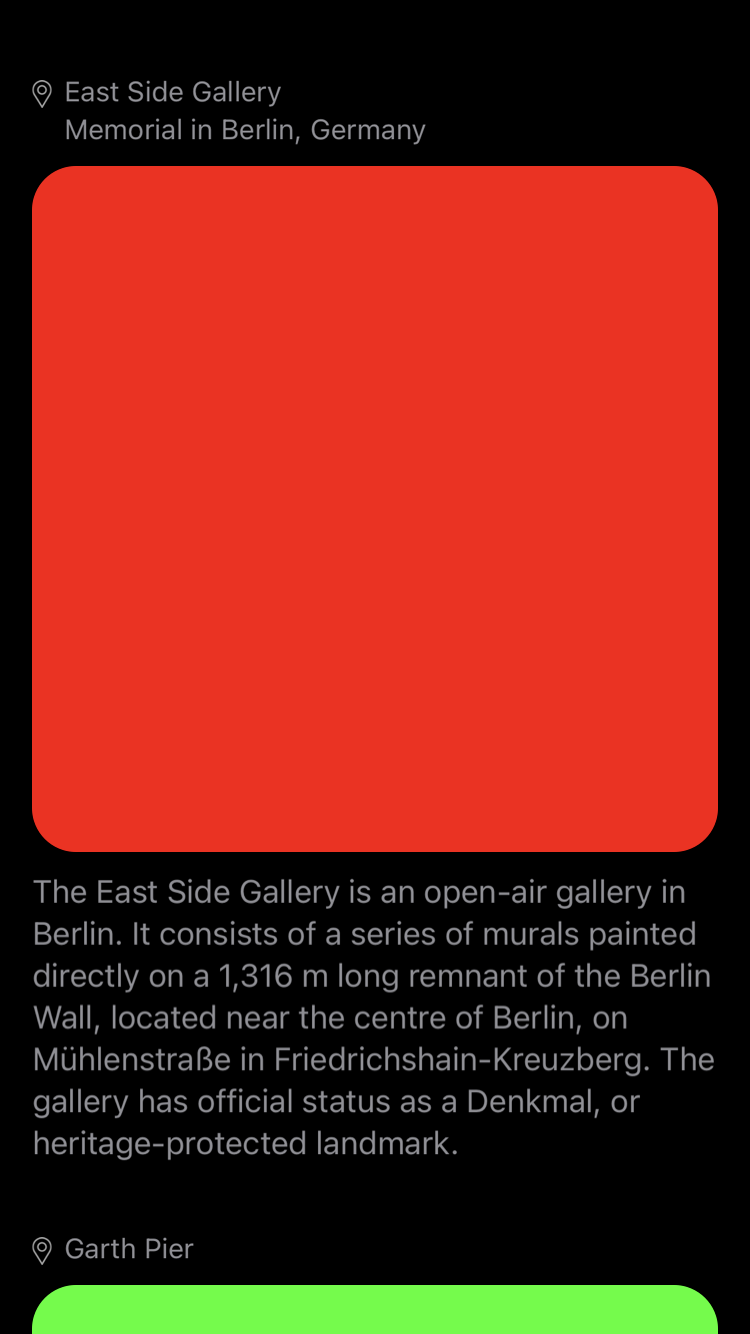 East Side Gallery
Memorial in Berlin, Germany
The East Side Gallery is an open-air gallery in
Berlin. It consists of a series of murals painted
directly on a 1,316 m long remnant of the Berlin
Wall, located near the centre of Berlin, on
Mühlenstraße in Friedrichshain-Kreuzberg. The
gallery has official status as a Denkmal, or
heritage-protected landmark.
Garth Pier